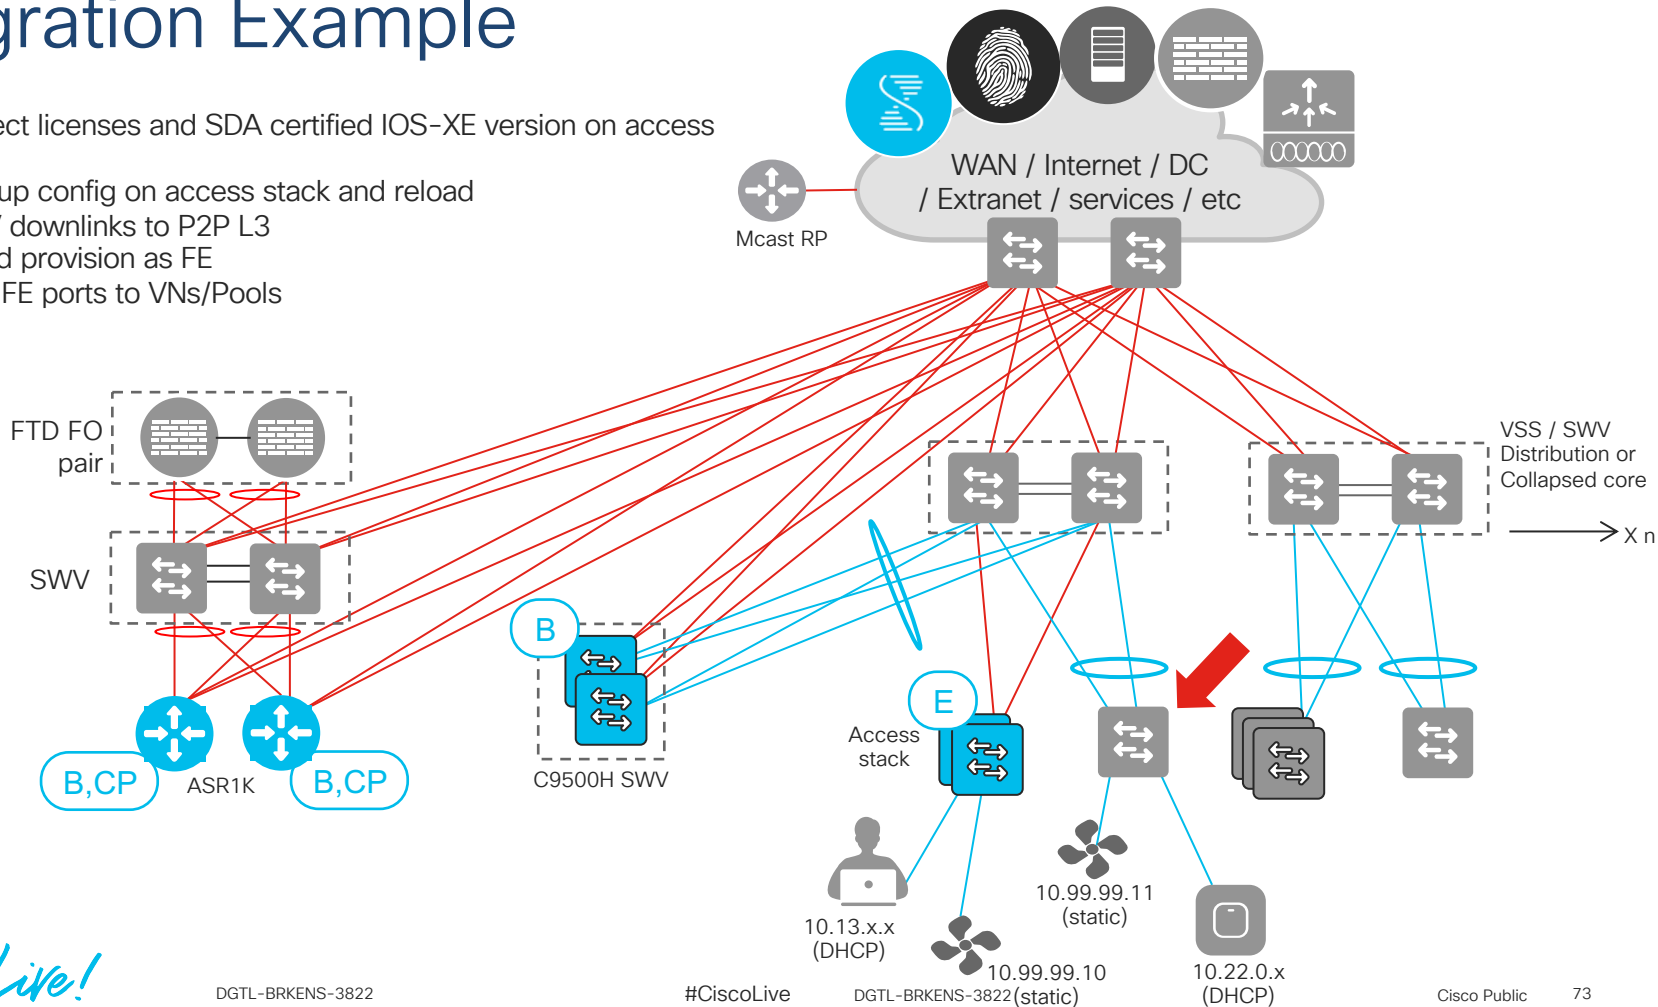 gration Example
ect licenses and SDA certified IOS-XE version on access
up config on access stack and reload
downlinks to P2P L3
d provision as FE
FE ports to VNs/Pools
WAN / Internet / DC
/ Extranet / services / etc
Mcast RP
FTD FO
pair
SWV
VSS / SWV
Distribution or
Collapsed core
X n
B
E
Access
stack
B,CP
ASR1K
B,CP
C9500H SWV
10.99.99.11
(static)
10.13.x.x
(DHCP)
10.99.99.10
(static)
10.22.0.x
(DHCP)
Live!
DGTL-BRKENS-3822
#CiscoLive
DGTL-BRKENS-3822
Cisco Public
73